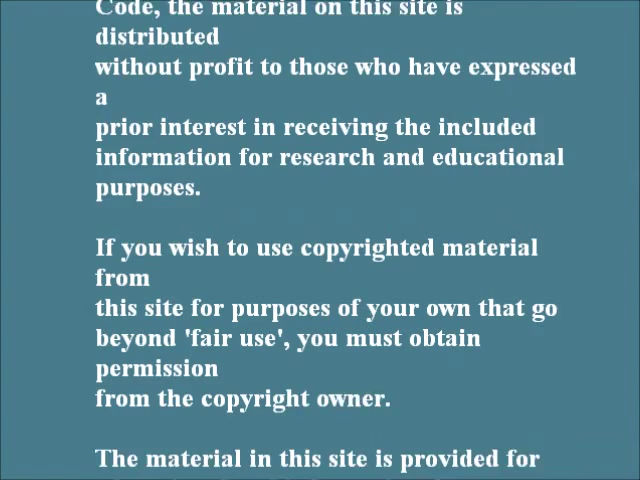 Code, the material on this site is
distributed
without profit to those who have expressed
a
prior interest in receiving the included
information for research and educational
purposes.
If you wish to use copyrighted material
from
this site for purposes of your own that go
beyond 'fair use', you must obtain
permission
from the copyright owner.
The material in this site is provided for